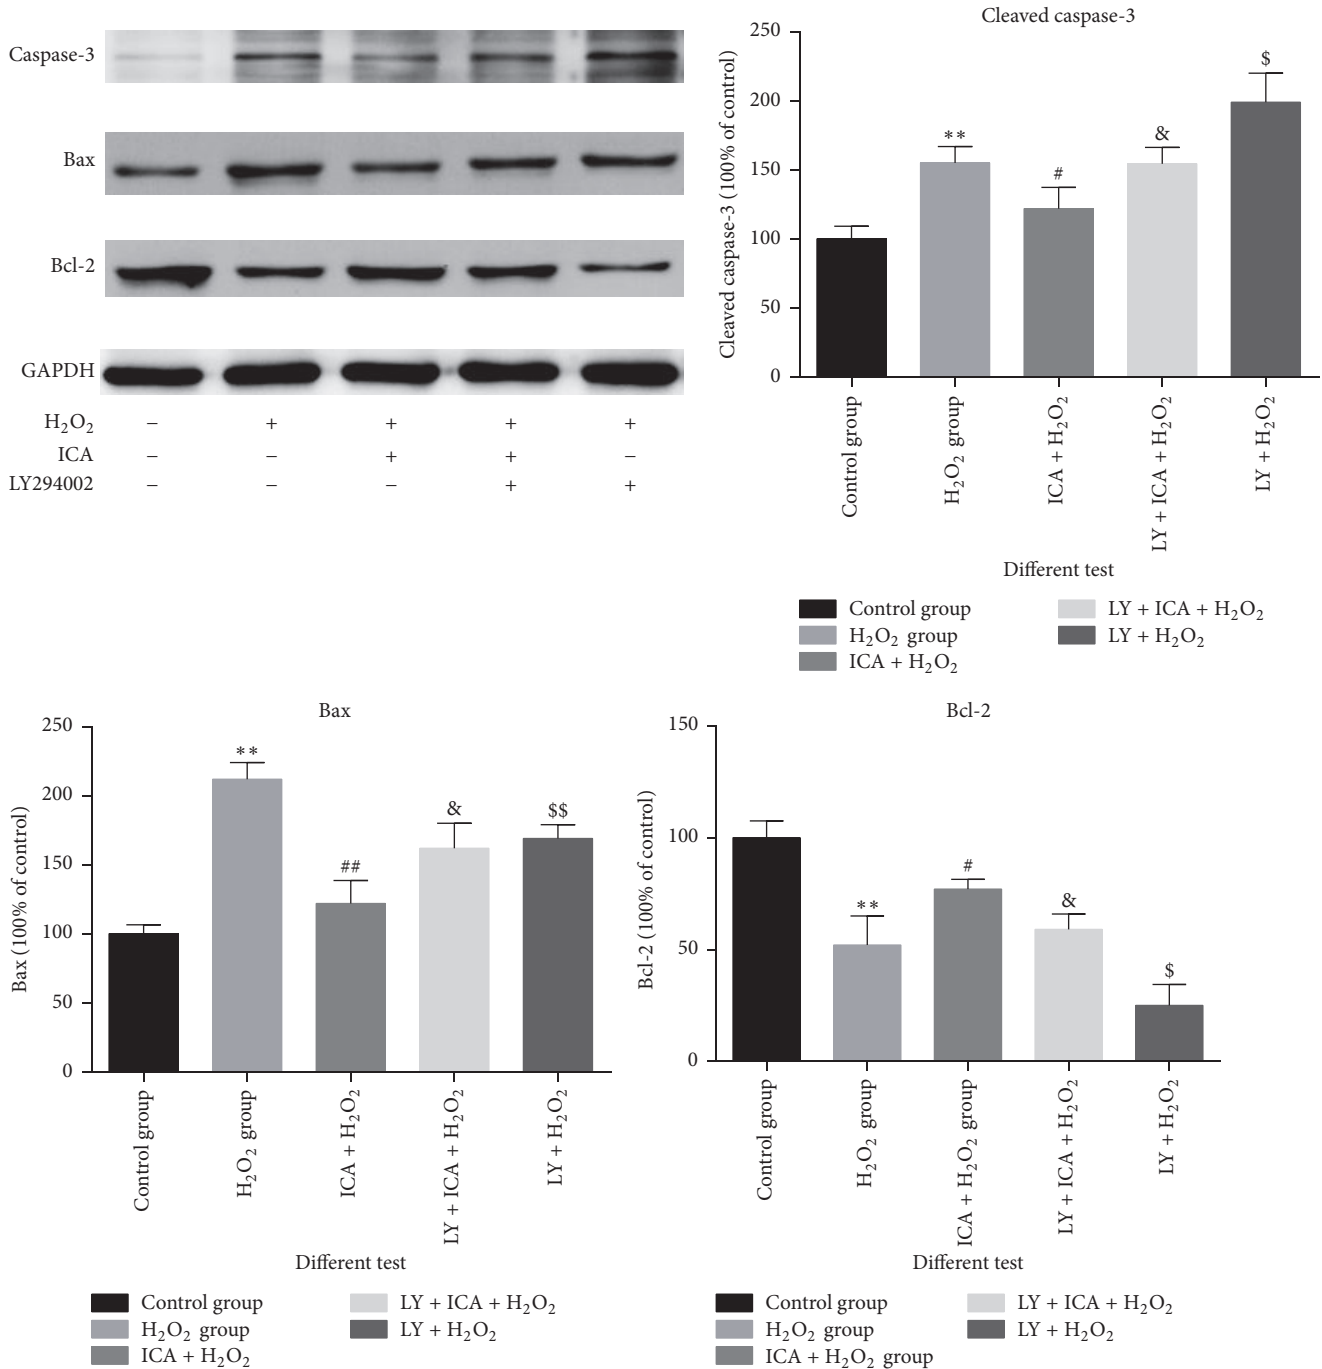 Caspase-3
Bax
Bcl-2
GAPDH
H₂O₂ − + + + +
ICA − − + + −
LY294002 − − − + +
Cleaved caspase-3
Cleaved caspase-3 (100% of control)
250
200
150
100
50
0
** # & $
Control group
H₂O₂ group
ICA + H₂O₂
LY + ICA + H₂O₂
LY + H₂O₂
Different test
Control group
H₂O₂ group
ICA + H₂O₂
LY + ICA + H₂O₂
LY + H₂O₂
Bax
Bax (100% of control)
250
200
150
100
50
0
** ## & $$
Control group
H₂O₂ group
ICA + H₂O₂
LY + ICA + H₂O₂
LY + H₂O₂
Different test
Control group
H₂O₂ group
ICA + H₂O₂
LY + ICA + H₂O₂
LY + H₂O₂
Bcl-2
Bcl-2 (100% of control)
150
100
50
0
** # & $
Control group
H₂O₂ group
ICA + H₂O₂ group
LY + ICA + H₂O₂
LY + H₂O₂
Different test
Control group
H₂O₂ group
ICA + H₂O₂ group
LY + ICA + H₂O₂
LY + H₂O₂